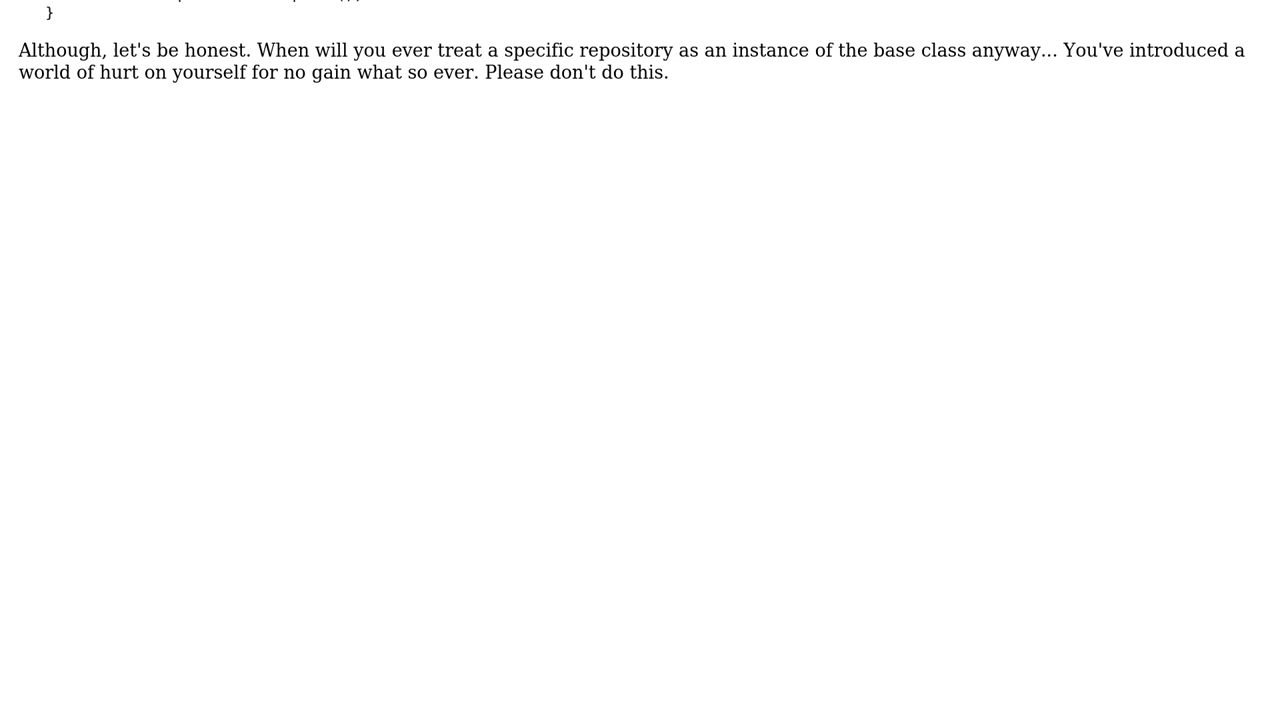 }
Although, let's be honest. When will you ever treat a specific repository as an instance of the base class anyway... You've introduced a
world of hurt on yourself for no gain what so ever. Please don't do this.